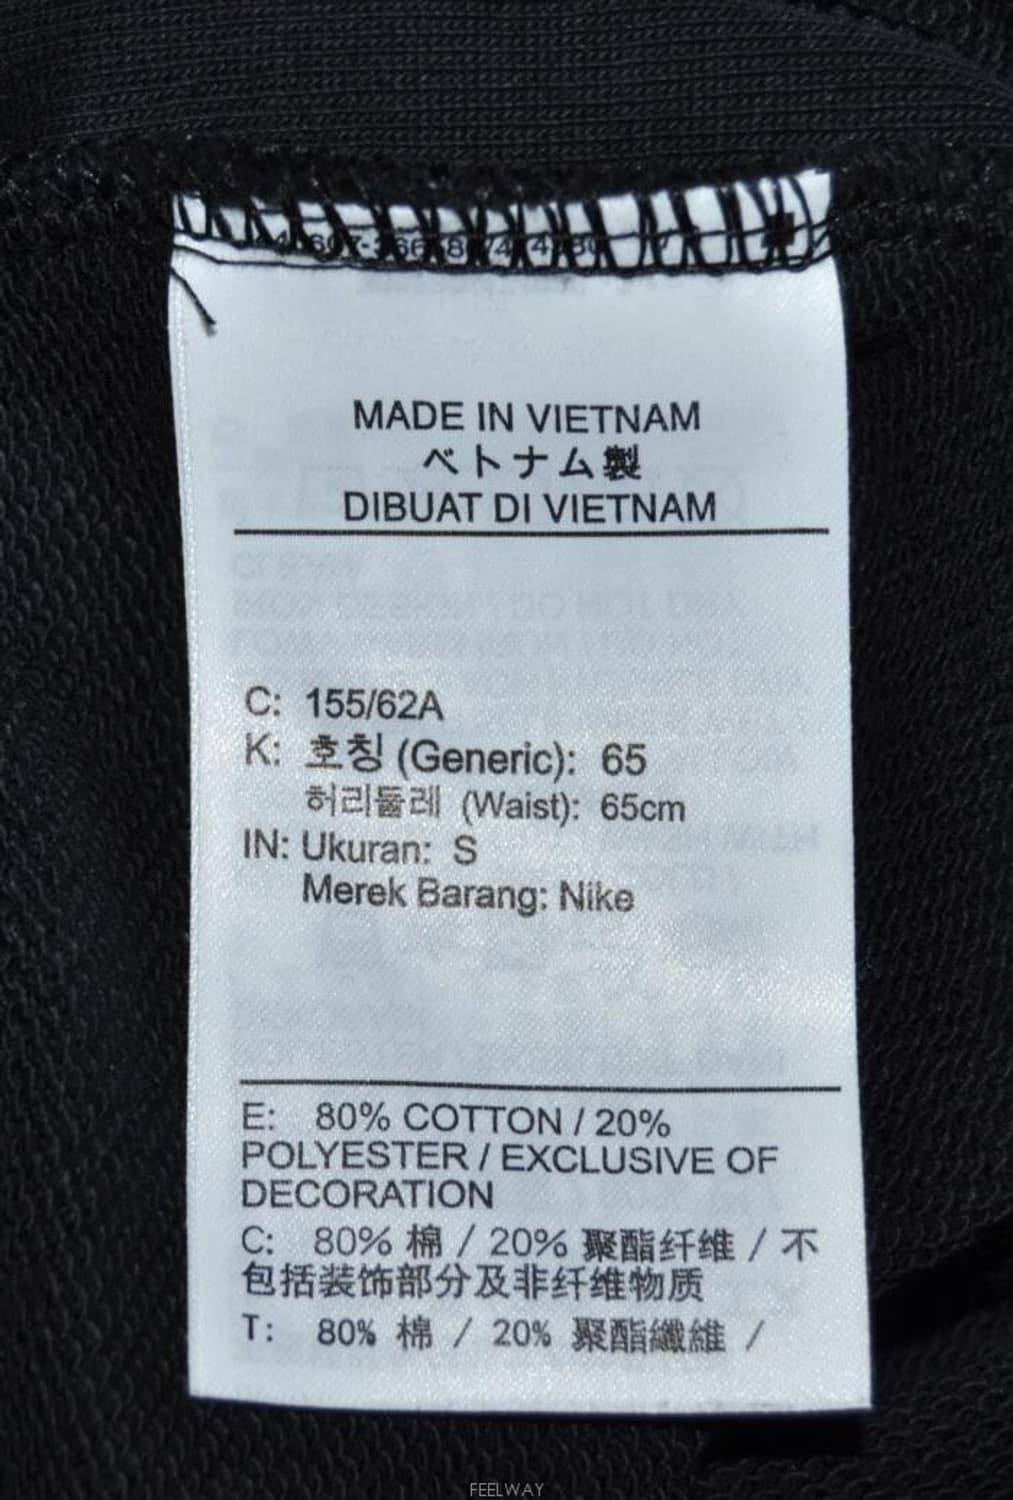 MADE IN VIETNAM
ベトナム製
DIBUAT DI VIETNAM
C: 155/62A
K: 호칭 (Generic): 65
허리둘레 (Waist): 65cm
IN: Ukuran: S
Merek Barang: Nike
E: 80% COTTON / 20%
POLYESTER / EXCLUSIVE OF
DECORATION
C: 80% 棉 / 20% 聚酯纤维 / 不
包括装饰部分及非纤维物质
T: 80% 棉 / 20% 聚酯纖維 /
FEELWAY